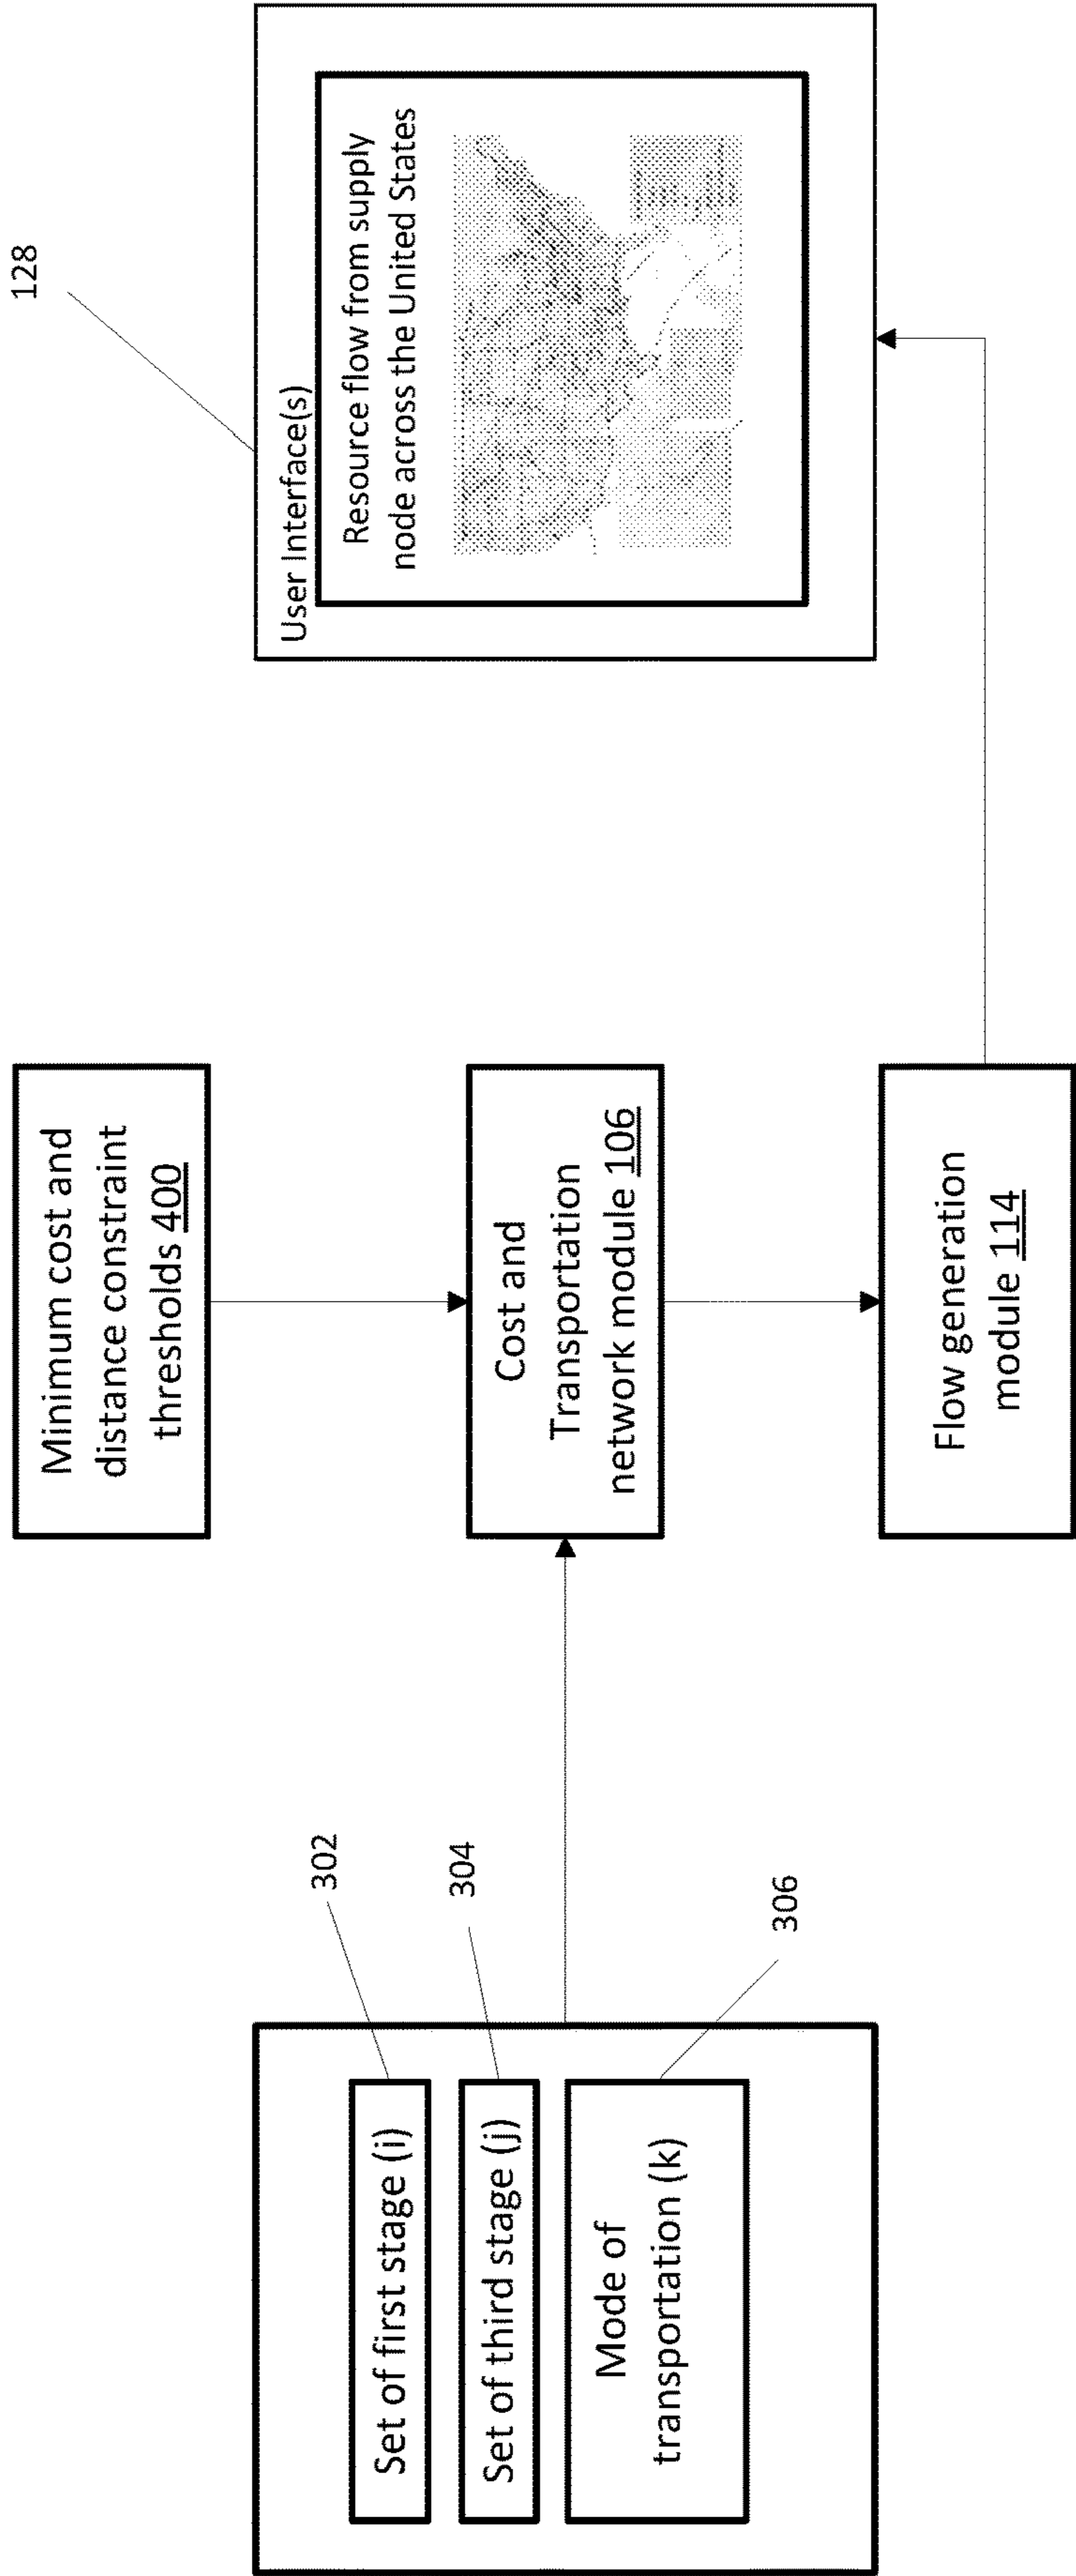 Set of first stage (i)
Set of third stage (j)
Mode of
transportation (k)
302
304
306
Minimum cost and
distance constraint
thresholds 400
Cost and
Transportation
network module 106
Flow generation
module 114
128
User Interface(s)
Resource flow from supply
node across the United States